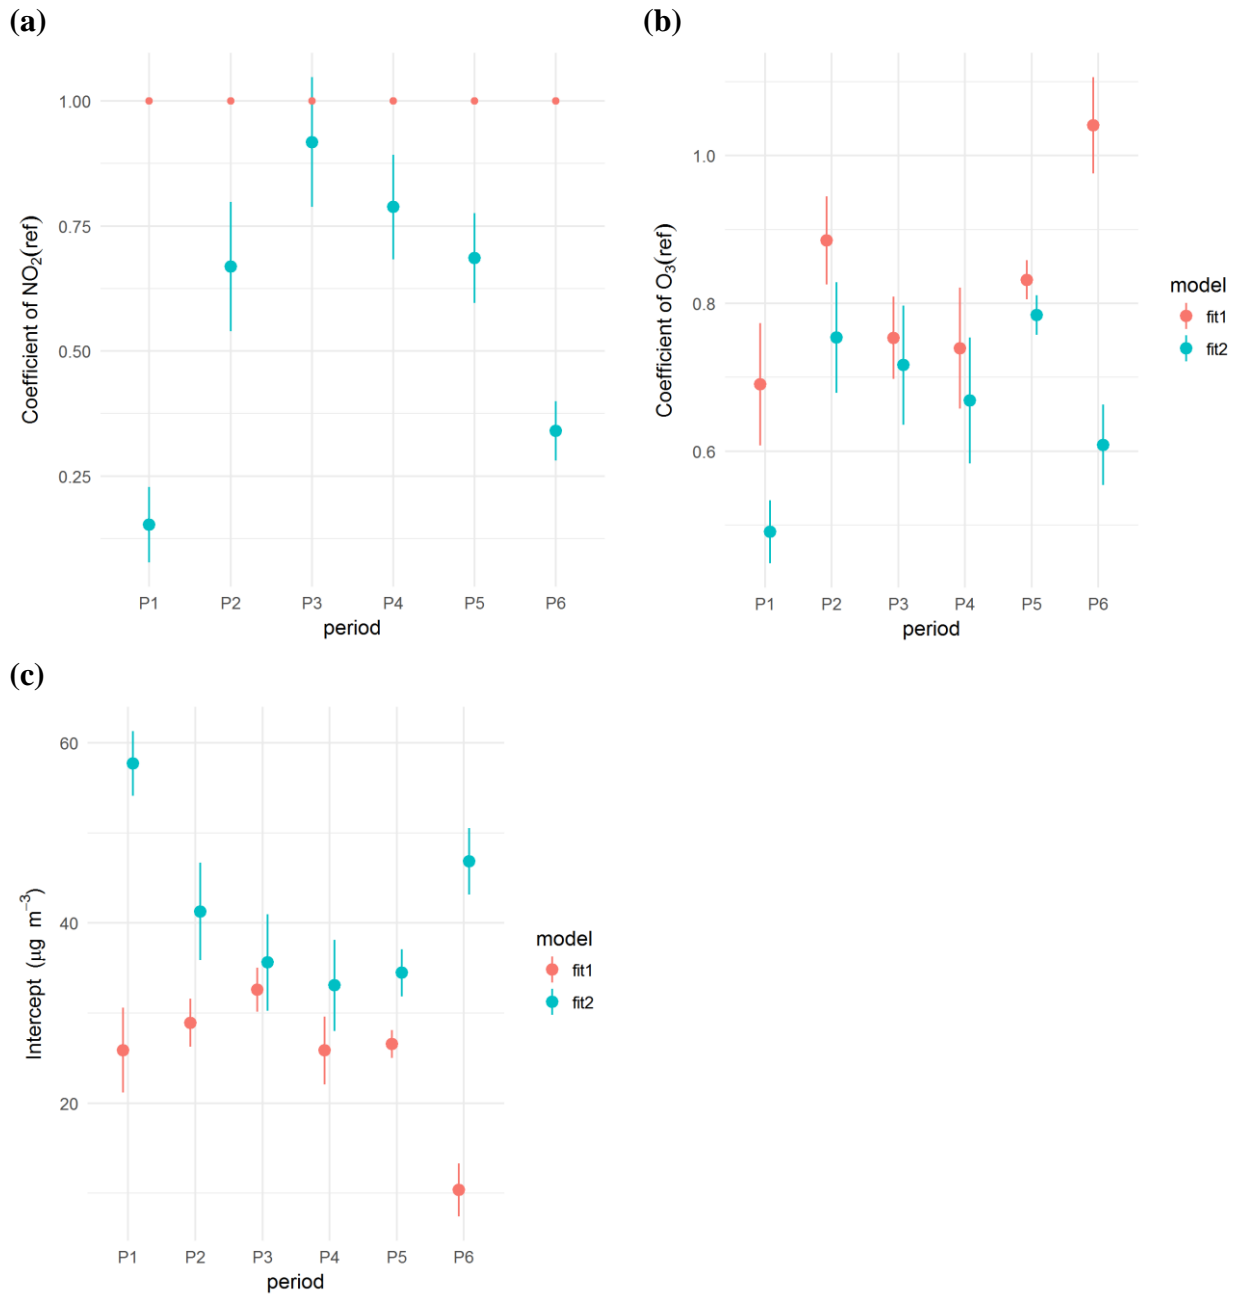 (a)
Coefficient of NO₂(ref)
1.00
0.75
0.50
0.25
P1 P2 P3 P4 P5 P6
period
(b)
Coefficient of O₃(ref)
1.0
0.8
0.6
P1 P2 P3 P4 P5 P6
period
model
fit1
fit2
(c)
Intercept (μg m⁻³)
60
40
20
P1 P2 P3 P4 P5 P6
period
model
fit1
fit2